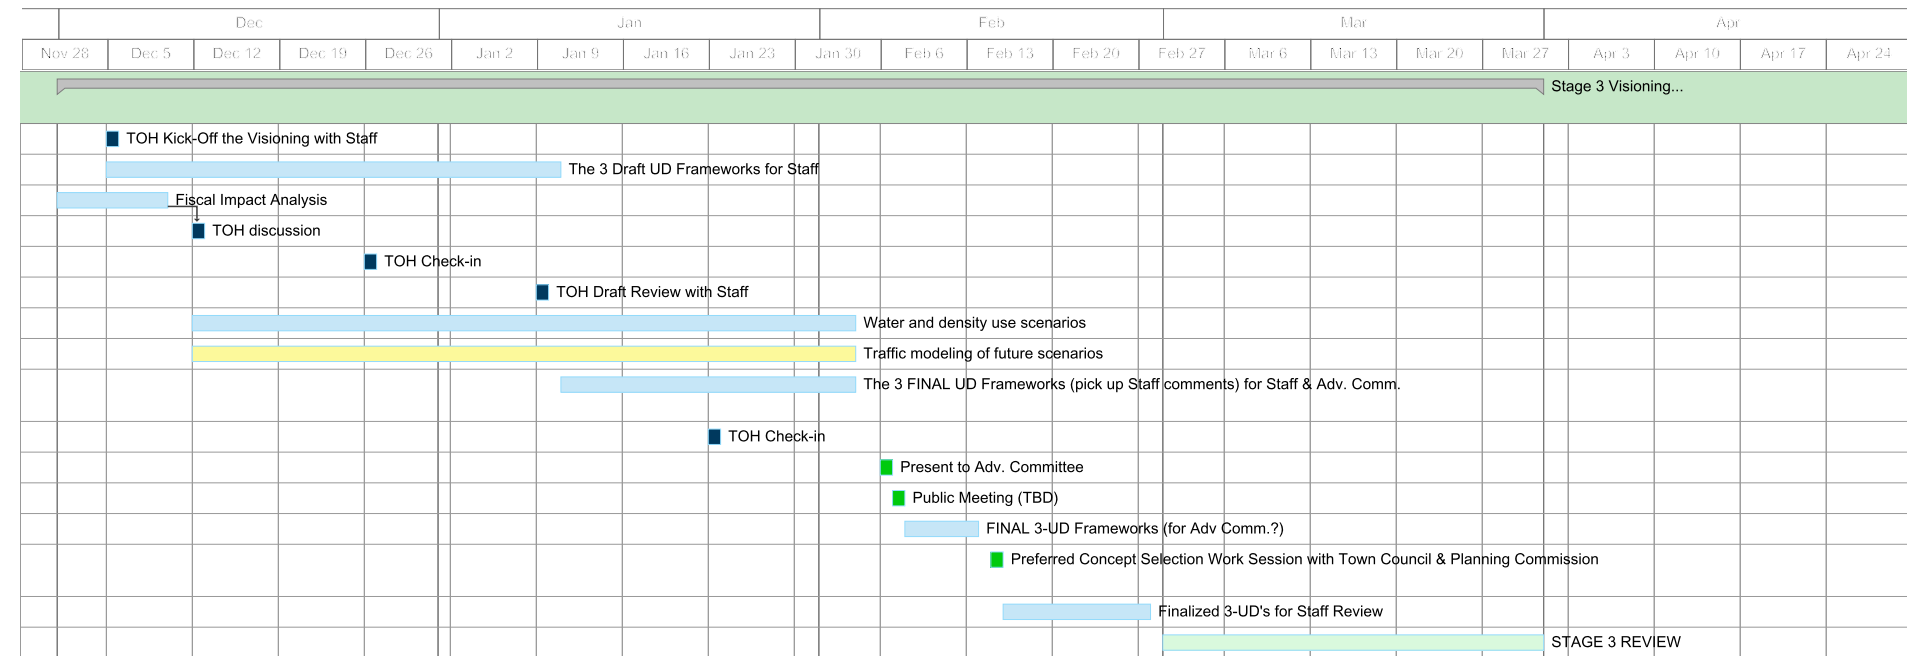 Dec Jan Feb Mar Apr
Nov 28 Dec 5 Dec 12 Dec 19 Dec 26 Jan 2 Jan 9 Jan 16 Jan 23 Jan 30 Feb 6 Feb 13 Feb 20 Feb 27 Mar 6 Mar 13 Mar 20 Mar 27 Apr 3 Apr 10 Apr 17 Apr 24
Stage 3 Visioning...
TOH Kick-Off the Visioning with Staff
The 3 Draft UD Frameworks for Staff
Fiscal Impact Analysis
TOH discussion
TOH Check-in
TOH Draft Review with Staff
Water and density use scenarios
Traffic modeling of future scenarios
The 3 FINAL UD Frameworks (pick up Staff comments) for Staff & Adv. Comm.
TOH Check-in
Present to Adv. Committee
Public Meeting (TBD)
FINAL 3-UD Frameworks (for Adv Comm.?)
Preferred Concept Selection Work Session with Town Council & Planning Commission
Finalized 3-UD's for Staff Review
STAGE 3 REVIEW